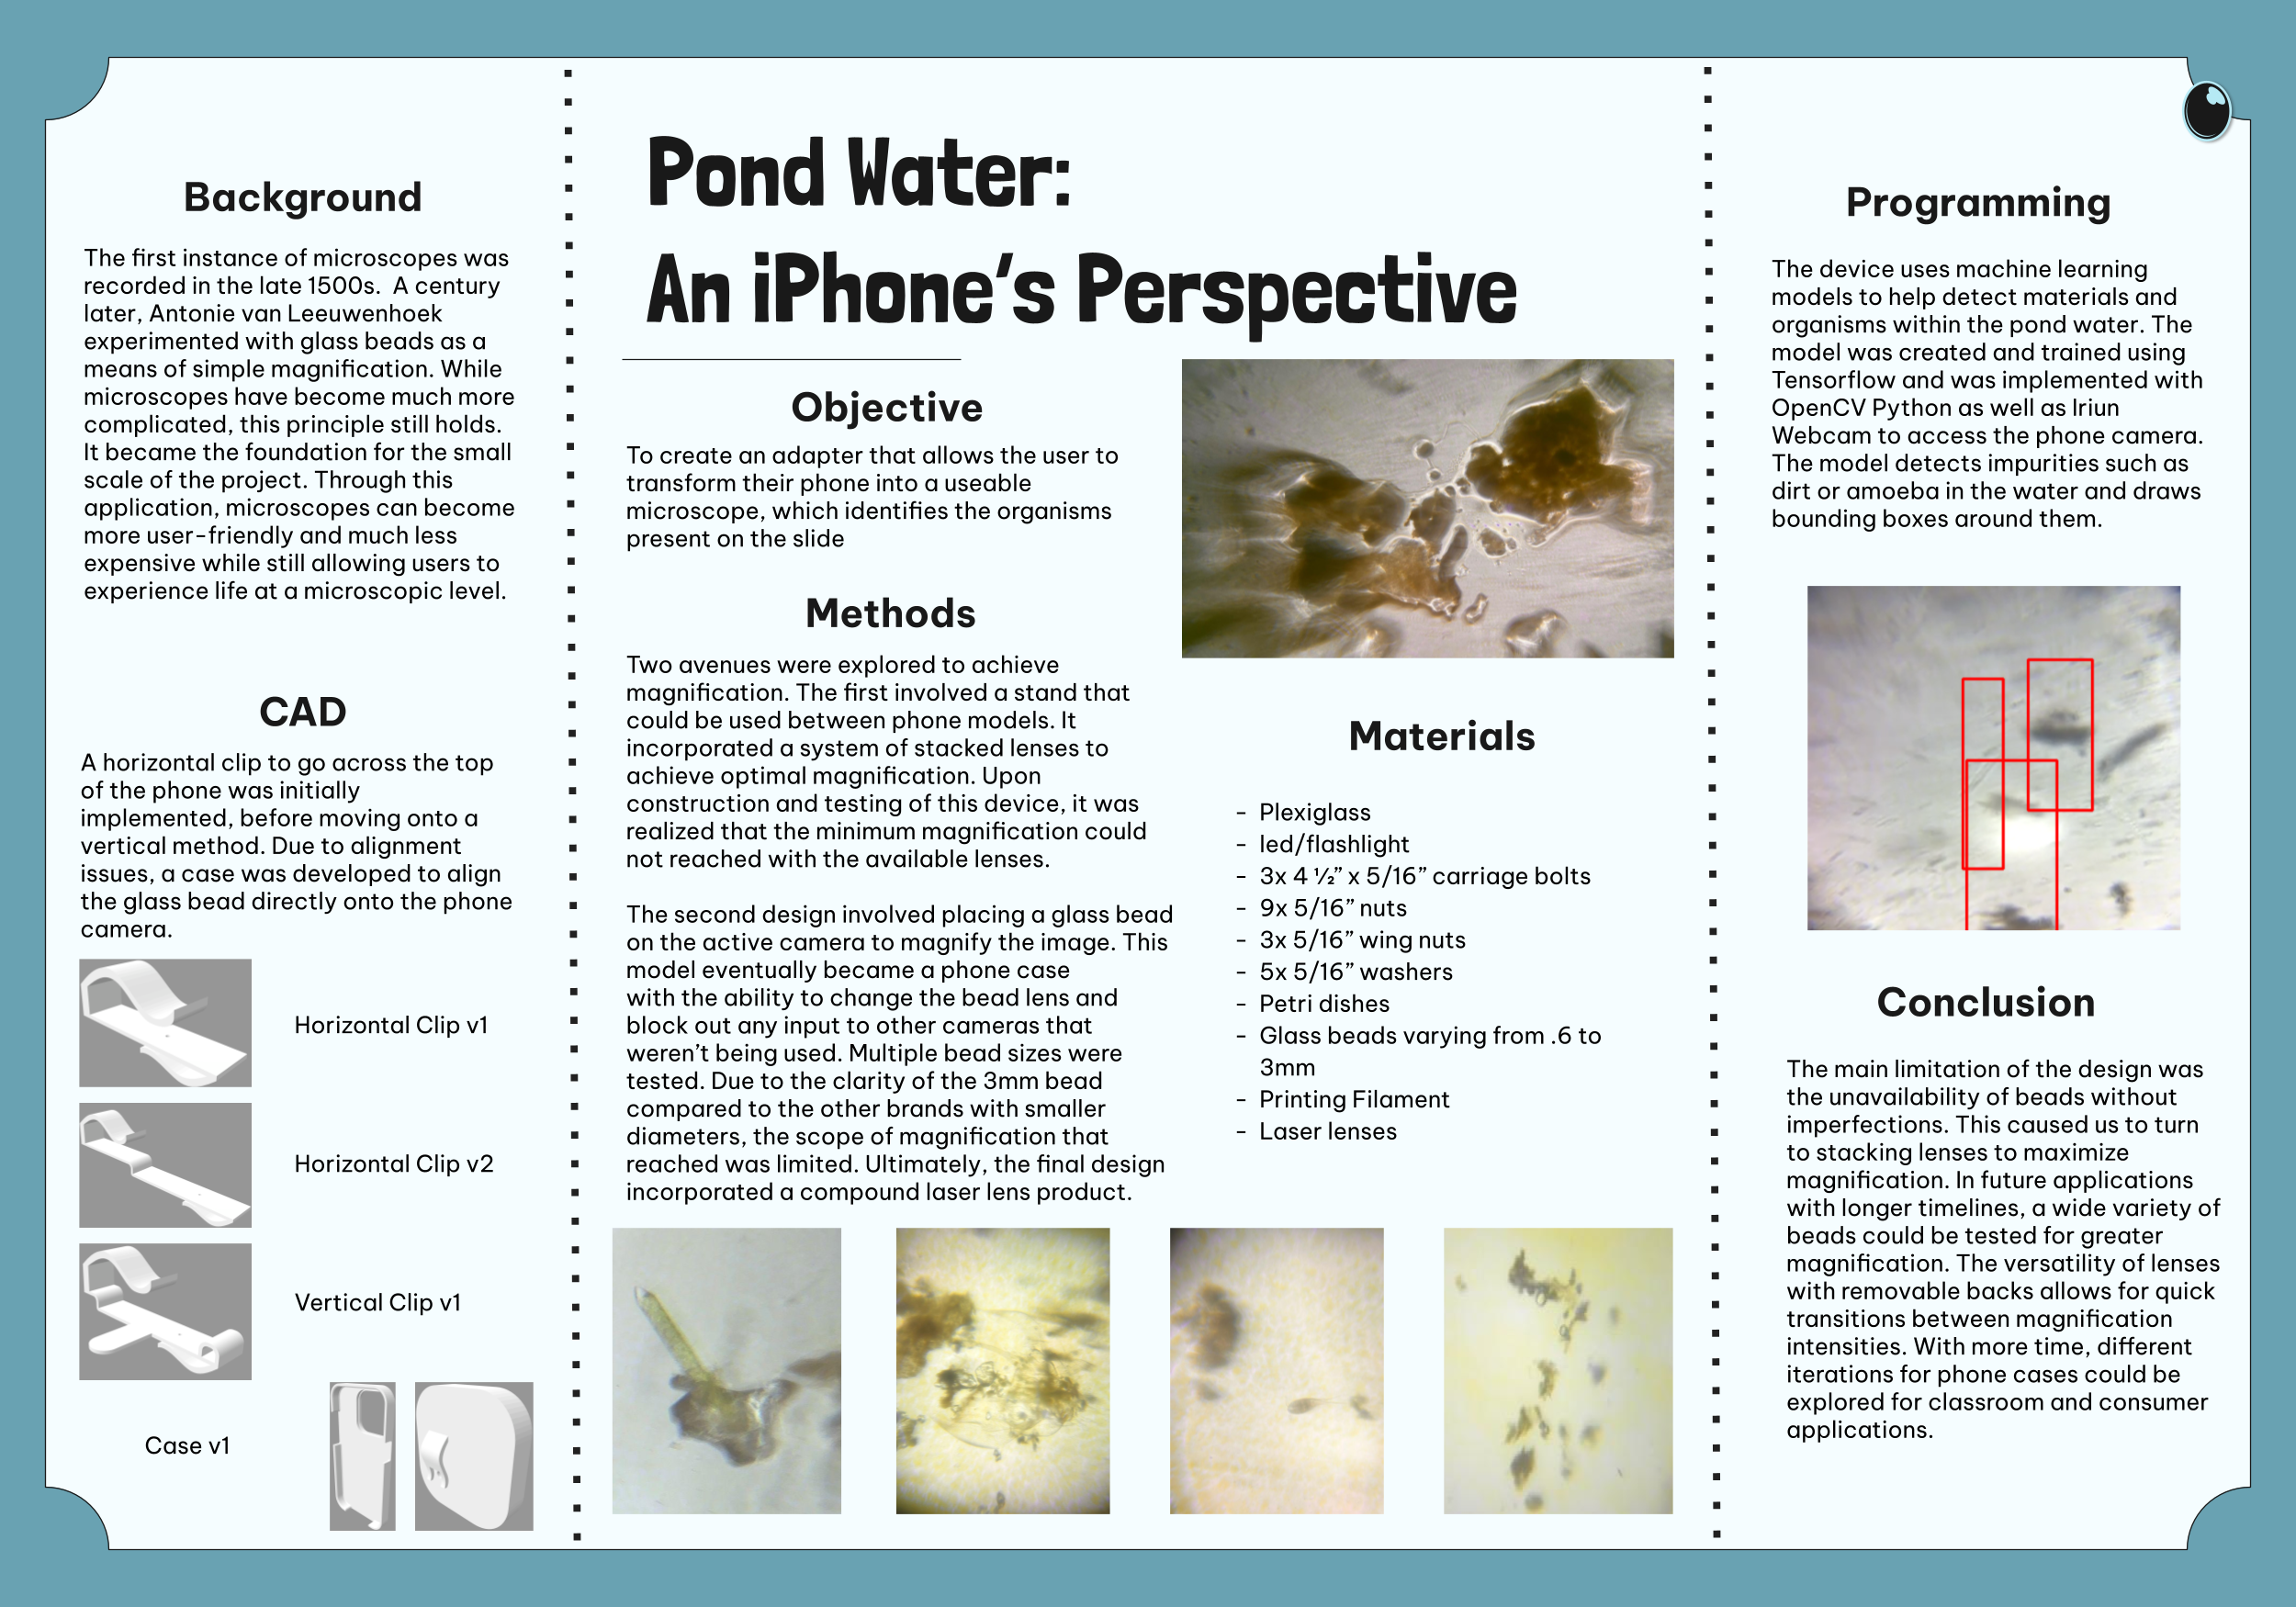 Background
The first instance of microscopes was
recorded in the late 1500s.  A century
later, Antonie van Leeuwenhoek
experimented with glass beads as a
means of simple magnification. While
microscopes have become much more
complicated, this principle still holds.
It became the foundation for the small
scale of the project. Through this
application, microscopes can become
more user-friendly and much less
expensive while still allowing users to
experience life at a microscopic level.
CAD
A horizontal clip to go across the top
of the phone was initially
implemented, before moving onto a
vertical method. Due to alignment
issues, a case was developed to align
the glass bead directly onto the phone
camera.
Horizontal Clip v1
Horizontal Clip v2
Vertical Clip v1
Case v1
Pond Water:
An iPhone’s Perspective
Objective
To create an adapter that allows the user to
transform their phone into a useable
microscope, which identifies the organisms
present on the slide
Methods
Two avenues were explored to achieve
magnification. The first involved a stand that
could be used between phone models. It
incorporated a system of stacked lenses to
achieve optimal magnification. Upon
construction and testing of this device, it was
realized that the minimum magnification could
not reached with the available lenses.
The second design involved placing a glass bead
on the active camera to magnify the image. This
model eventually became a phone case
with the ability to change the bead lens and
block out any input to other cameras that
weren’t being used. Multiple bead sizes were
tested. Due to the clarity of the 3mm bead
compared to the other brands with smaller
diameters, the scope of magnification that
reached was limited. Ultimately, the final design
incorporated a compound laser lens product.
Materials
- Plexiglass
- led/flashlight
- 3x 4 ½” x 5/16” carriage bolts
- 9x 5/16” nuts
- 3x 5/16” wing nuts
- 5x 5/16” washers
- Petri dishes
- Glass beads varying from .6 to
3mm
- Printing Filament
- Laser lenses
Programming
The device uses machine learning
models to help detect materials and
organisms within the pond water. The
model was created and trained using
Tensorflow and was implemented with
OpenCV Python as well as Iriun
Webcam to access the phone camera.
The model detects impurities such as
dirt or amoeba in the water and draws
bounding boxes around them.
Conclusion
The main limitation of the design was
the unavailability of beads without
imperfections. This caused us to turn
to stacking lenses to maximize
magnification. In future applications
with longer timelines, a wide variety of
beads could be tested for greater
magnification. The versatility of lenses
with removable backs allows for quick
transitions between magnification
intensities. With more time, different
iterations for phone cases could be
explored for classroom and consumer
applications.